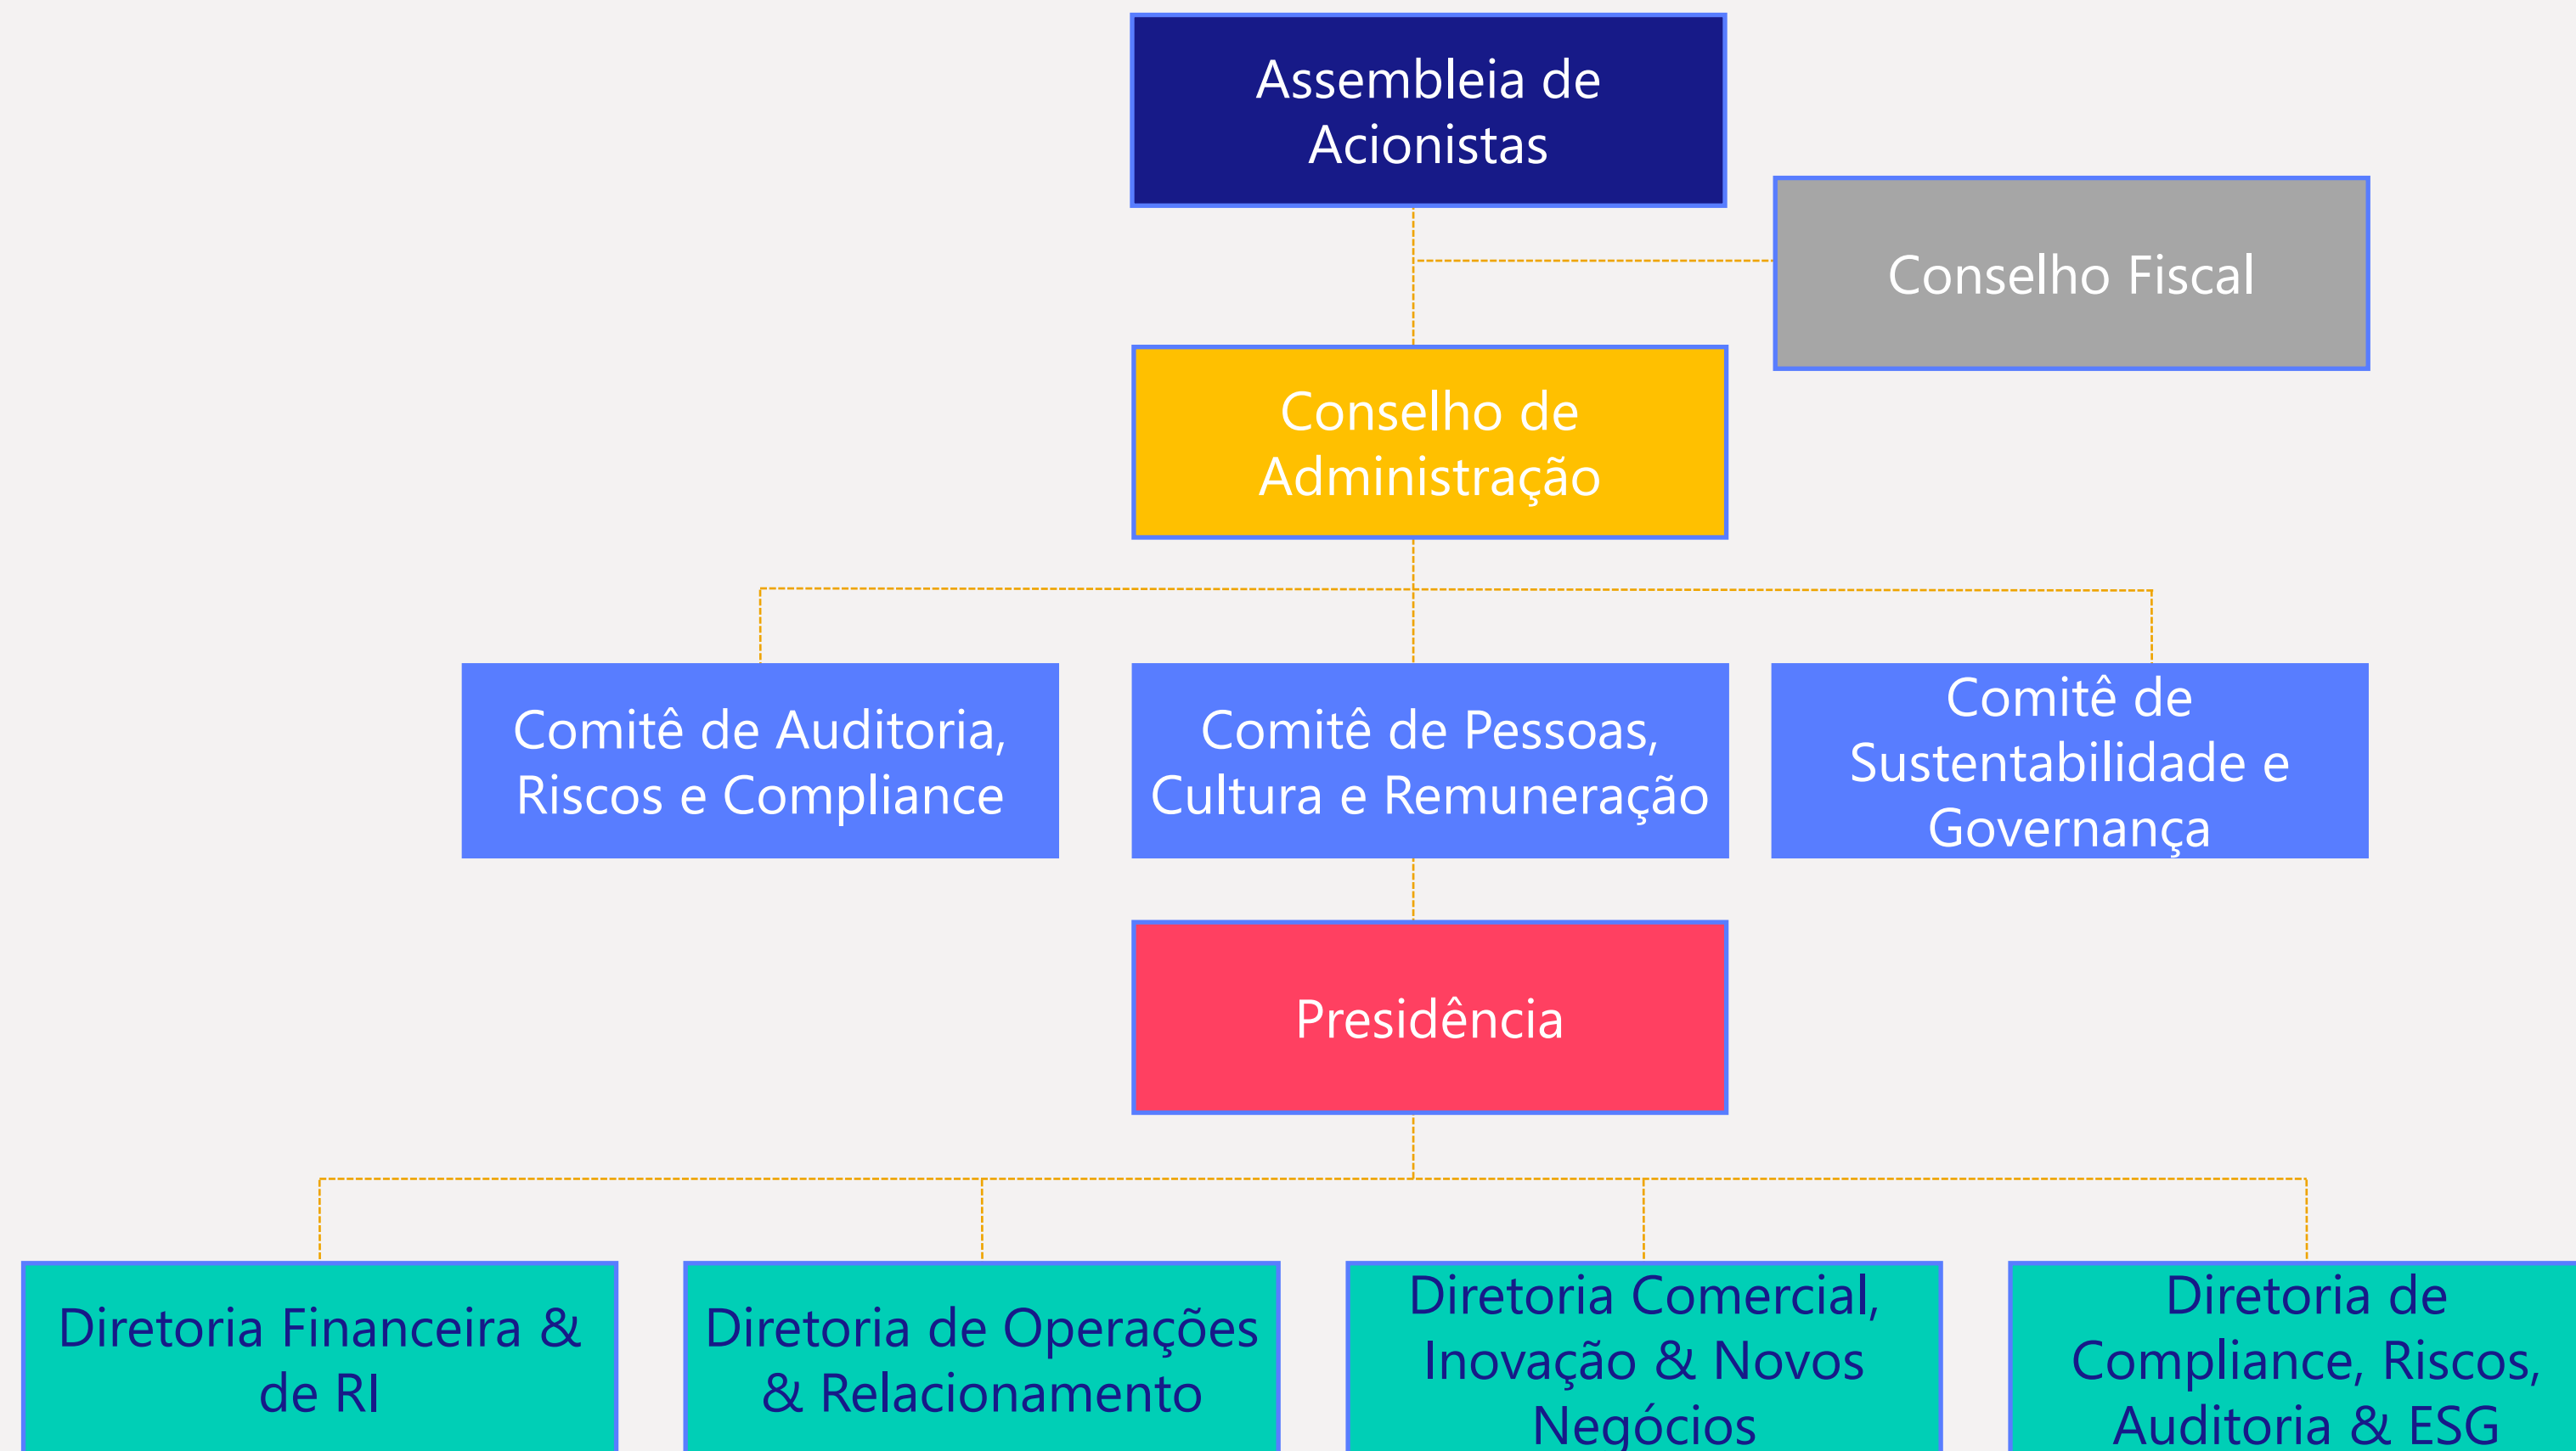 Assembleia de
Acionistas
Conselho Fiscal
Conselho de
Administração
Comitê de Auditoria,
Riscos e Compliance
Comitê de Pessoas,
Cultura e Remuneração
Comitê de
Sustentabilidade e
Governança
Presidência
Diretoria Financeira &
de RI
Diretoria de Operações
& Relacionamento
Diretoria Comercial,
Inovação & Novos
Negócios
Diretoria de
Compliance, Riscos,
Auditoria & ESG